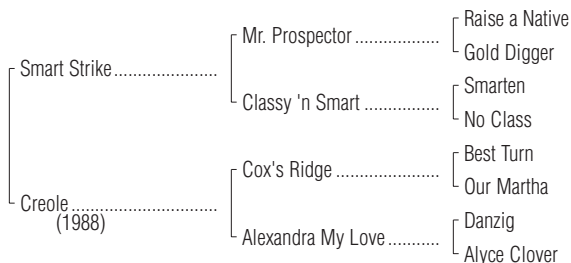 Raise a Native
Mr. Prospector ..................
Gold Digger
Smart Strike......................
Smarten
Classy 'n Smart ................
No Class
Best Turn
Cox's Ridge .....................
Our Martha
Creole ..............................
(1988)
Danzig
Alexandra My Love...........
Alyce Clover